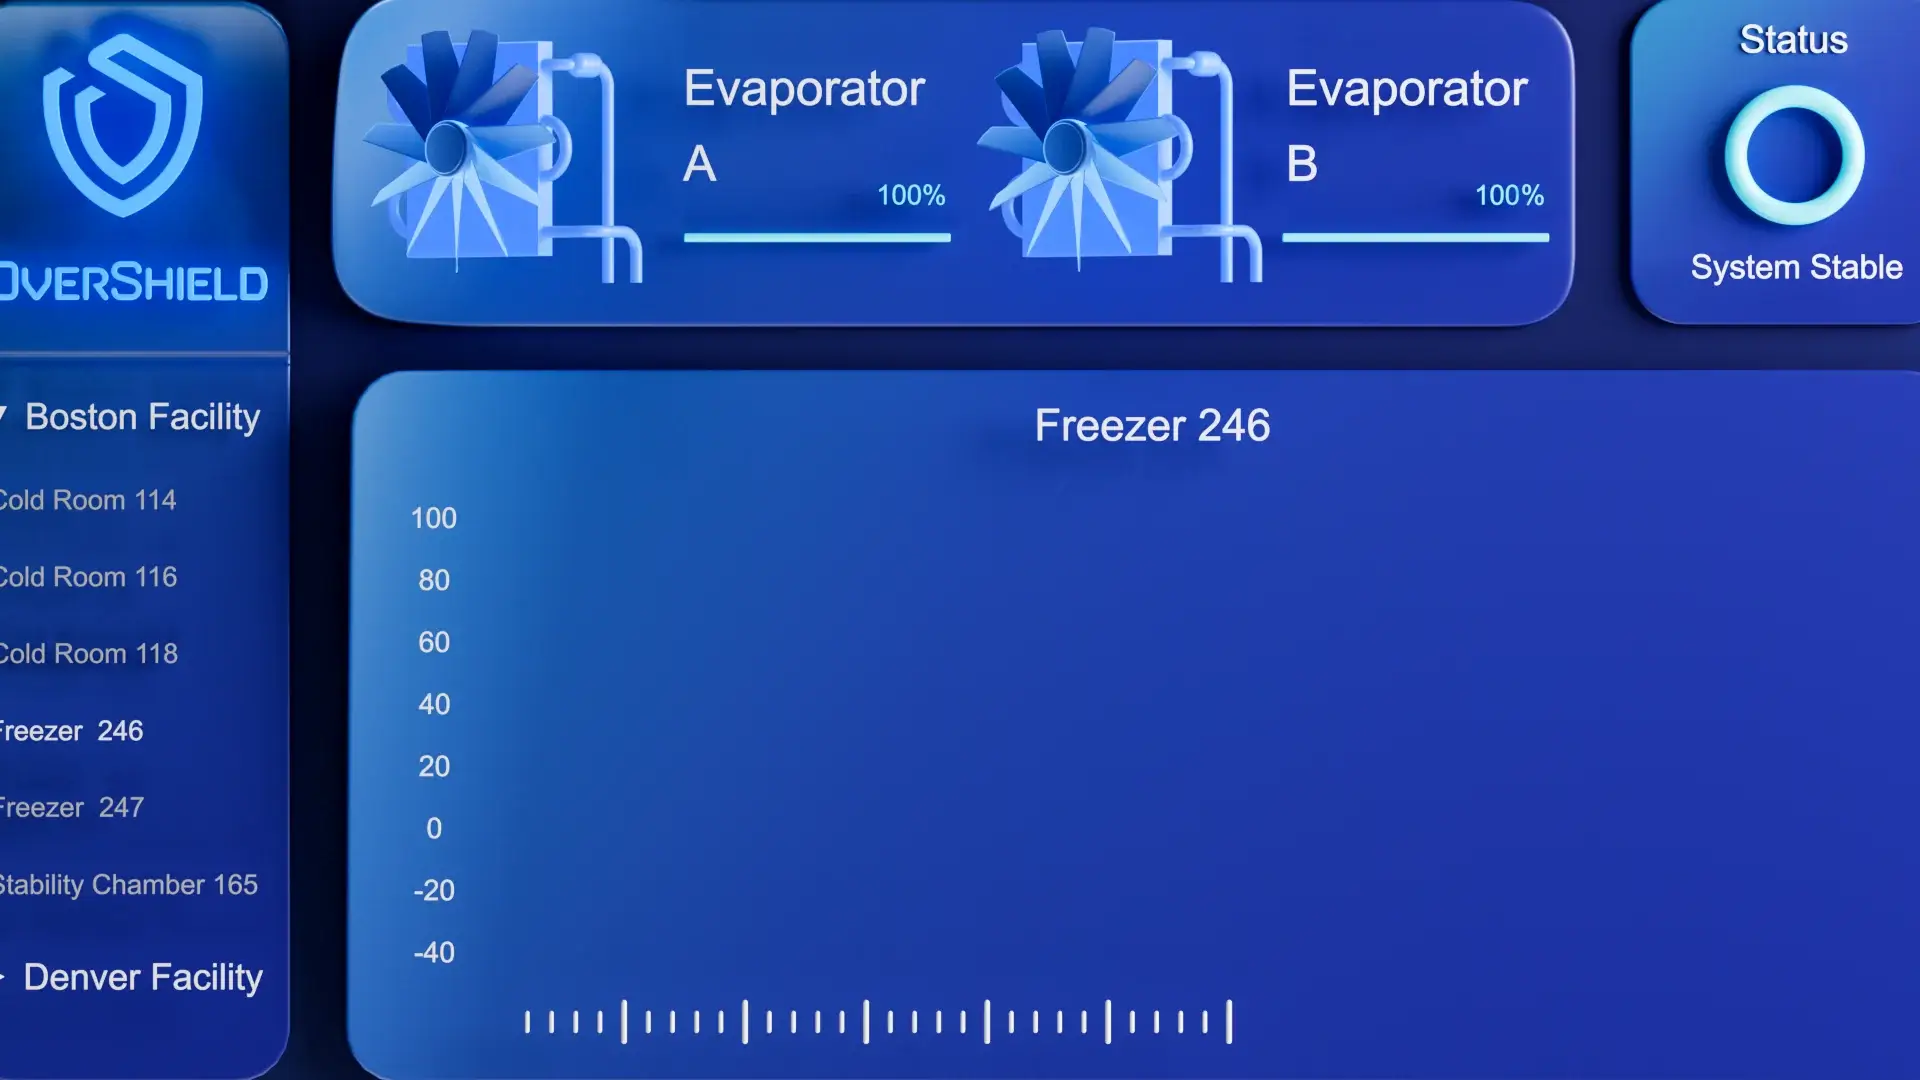 OVERSHIELD
Boston Facility
Cold Room 114
Cold Room 116
Cold Room 118
Freezer 246
Freezer 247
Stability Chamber 165
Denver Facility
Evaporator
A
100%
Evaporator
B
100%
Status
System Stable
Freezer 246
100
80
60
40
20
0
-20
-40